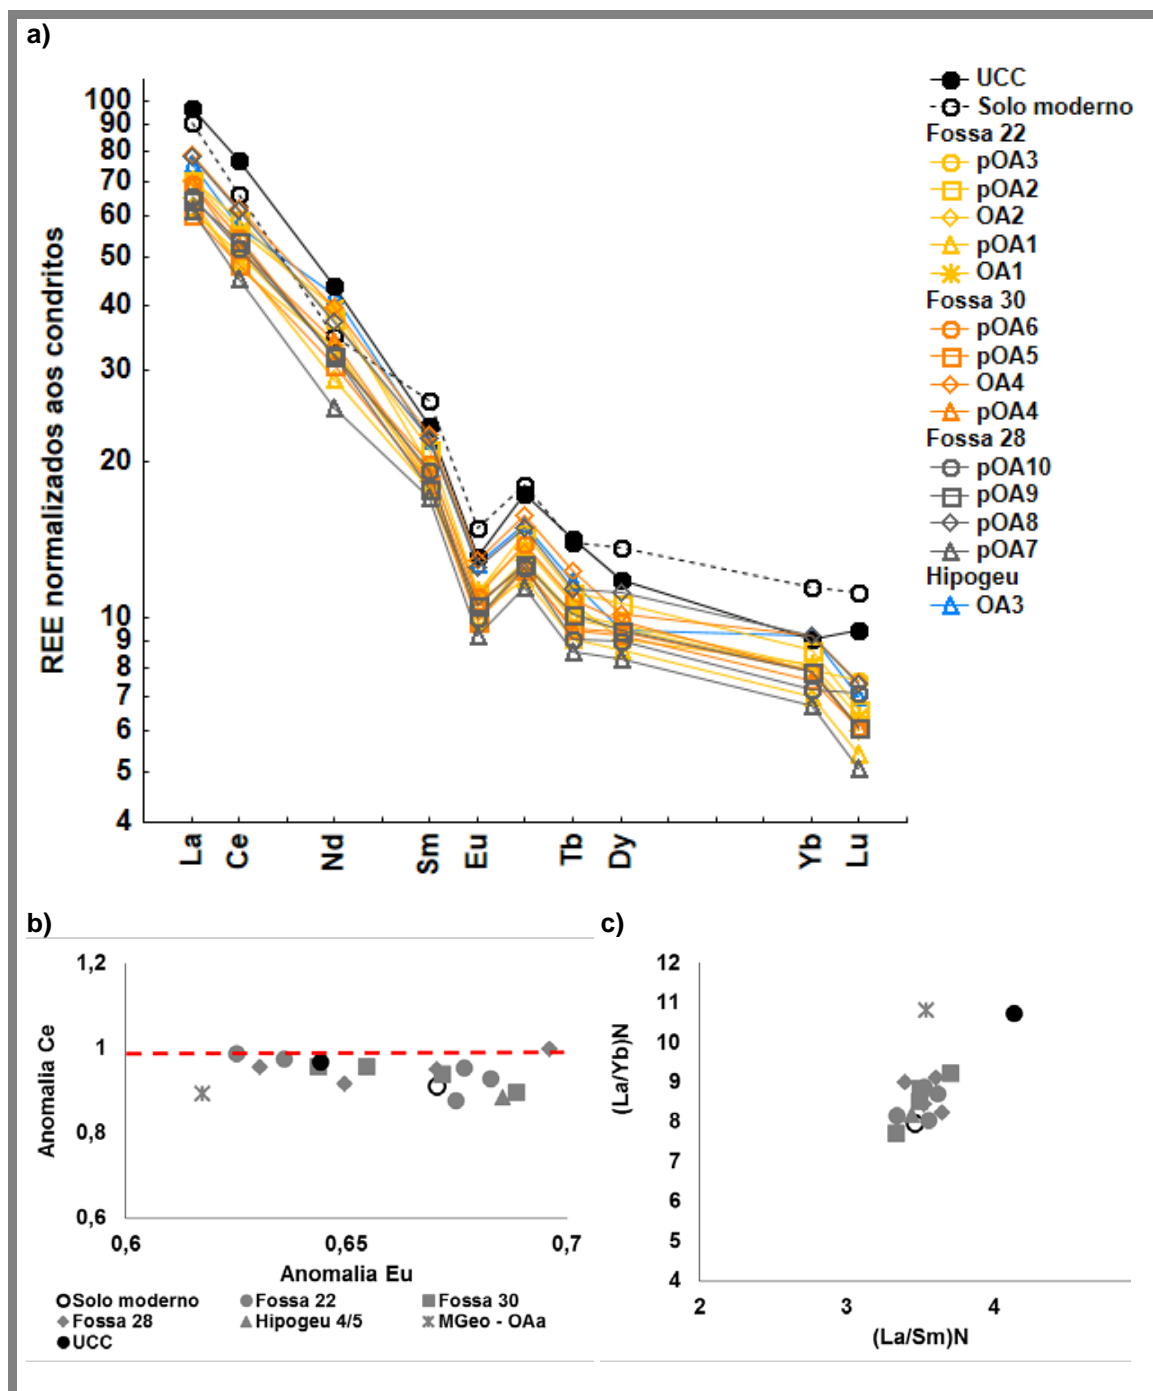 a)
REE normalizados aos condritos
100
90
80
70
60
50
40
30
20
10
9
8
7
6
5
4
La Ce Nd Sm Eu Tb Dy Yb Lu
UCC
Solo moderno
Fossa 22
pOA3
pOA2
OA2
pOA1
OA1
Fossa 30
pOA6
pOA5
OA4
pOA4
Fossa 28
pOA10
pOA9
pOA8
pOA7
Hipogeu
OA3
b)
Anomalia Ce
1,2
1
0,8
0,6
0,6 0,65 0,7
Anomalia Eu
Solo moderno Fossa 22 Fossa 30
Fossa 28 Hipogeu 4/5 MGeo - OAa
UCC
c)
(La/Yb)N
12
11
10
9
8
7
6
5
4
2 3 4
(La/Sm)N